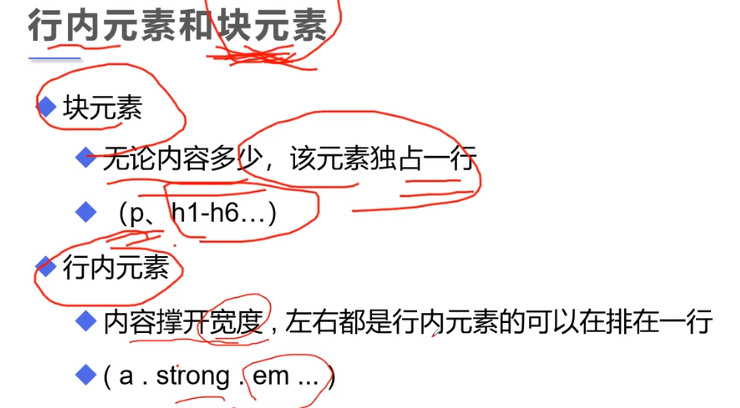 行内元素和块元素
块元素
无论内容多少，该元素独占一行
（p、h1-h6…）
行内元素
内容撑开宽度，左右都是行内元素的可以在排在一行
( a . strong . em ... )